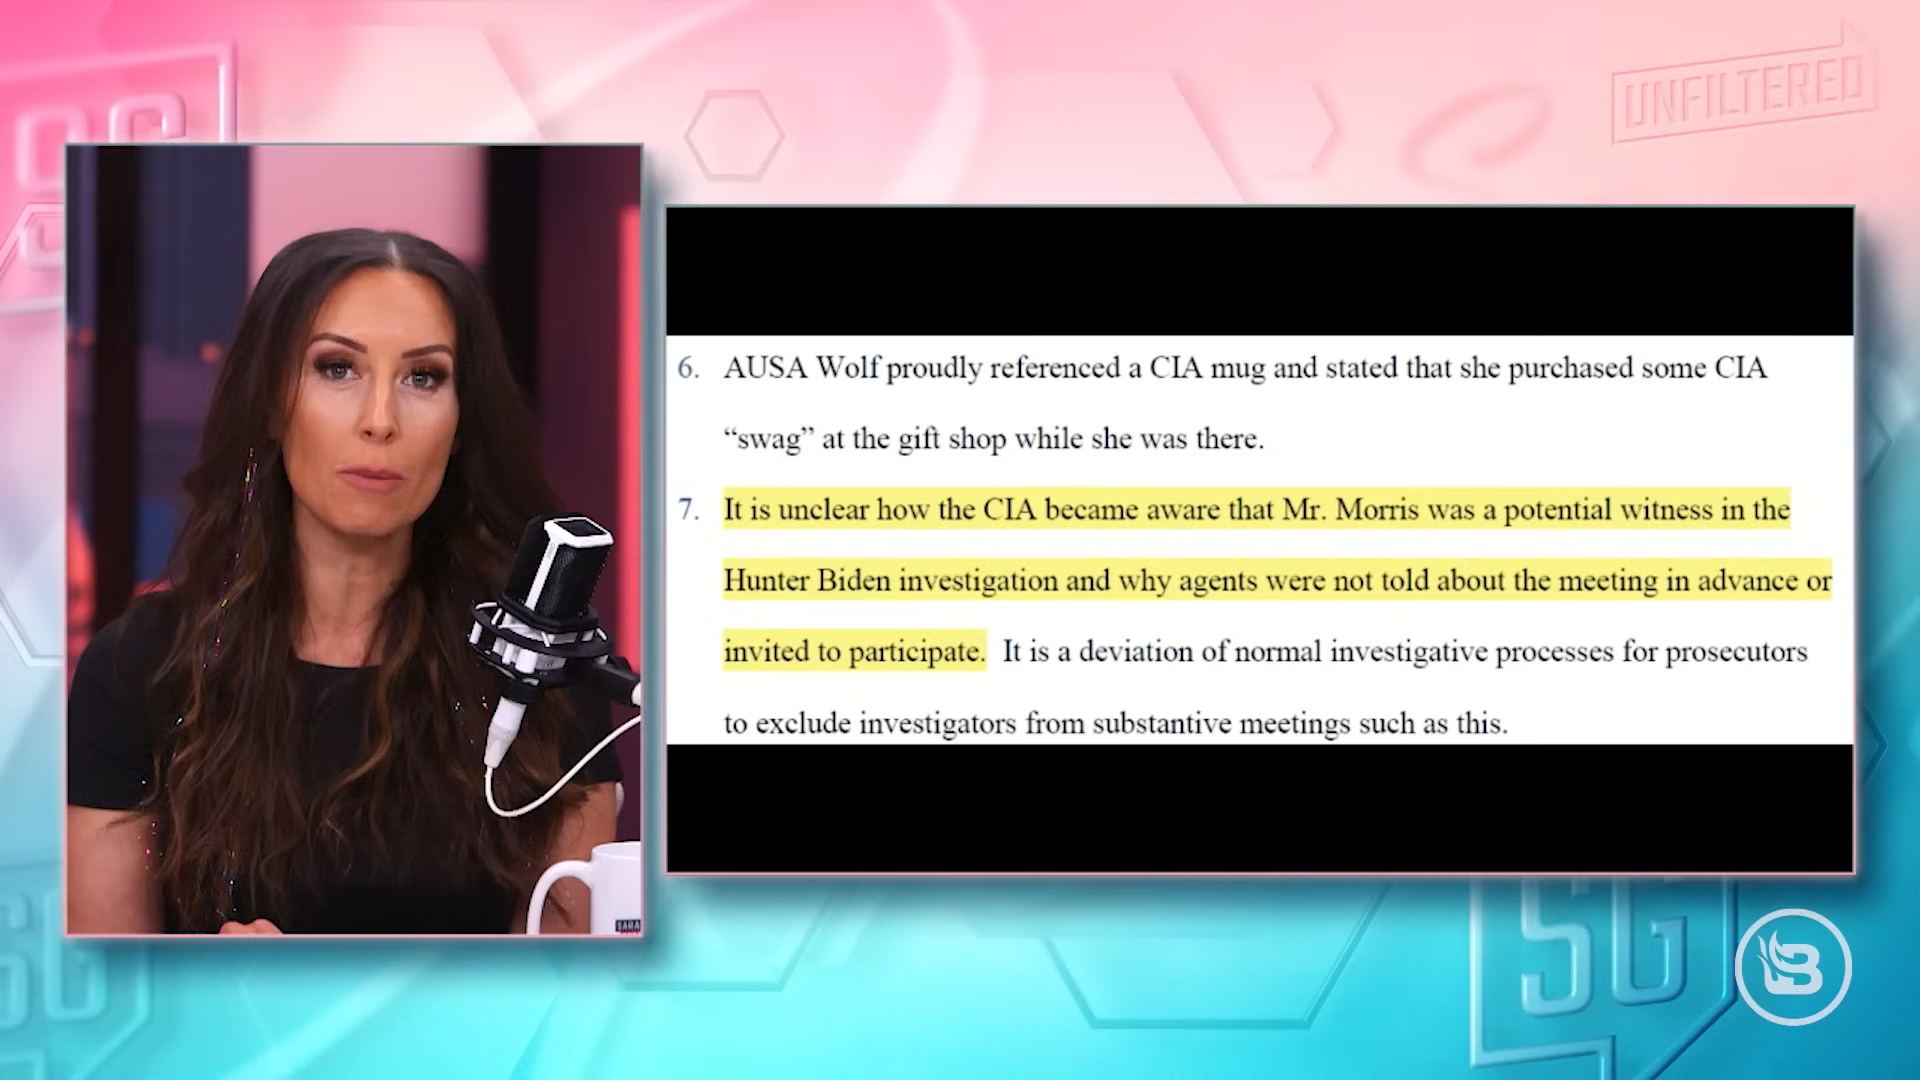 UNFILTERED
6. AUSA Wolf proudly referenced a CIA mug and stated that she purchased some CIA
“swag” at the gift shop while she was there.
7. It is unclear how the CIA became aware that Mr. Morris was a potential witness in the
Hunter Biden investigation and why agents were not told about the meeting in advance or
invited to participate. It is a deviation of normal investigative processes for prosecutors
to exclude investigators from substantive meetings such as this.
SARA
SG
SG
SG
B